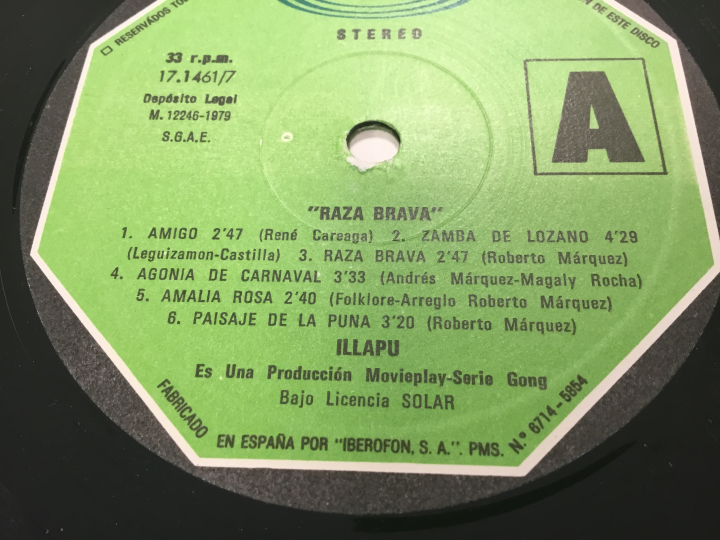 RESERVADOS TO
N DE ESTE DISCO
STEREO
33 r.p.m.
17.1461/7
Depósito Legal
M. 12246-1979
S.G.A.E.
A
"RAZA BRAVA"
1. AMIGO 2'47 (René Careaga) 2. ZAMBA DE LOZANO 4'29
(Leguizamon-Castilla) 3. RAZA BRAVA 2'47 (Roberto Márquez)
4. AGONIA DE CARNAVAL 3'33 (Andrés Márquez-Magaly Rocha)
5. AMALIA ROSA 2'40 (Folklore-Arreglo Roberto Márquez)
6. PAISAJE DE LA PUNA 3'20 (Roberto Márquez)
ILLAPU
Es Una Producción Movieplay-Serie Gong
Bajo Licencia SOLAR
FABRICADO EN ESPAÑA POR "IBEROFON, S. A.". PMS. N.º 6714-5854